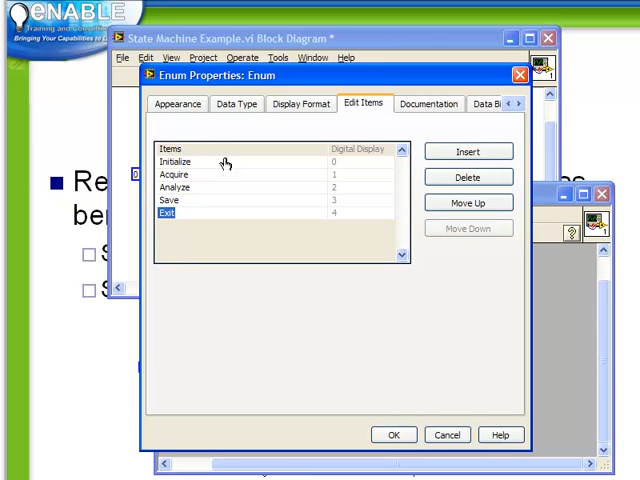 eNABLE
Training and Consulting
Bringing Your Capabilities to
State Machine Example.vi Block Diagram *
File Edit View Project Operate Tools Window Help
Enum Properties: Enum
Appearance Data Type Display Format Edit Items Documentation Data Bi
Items Digital Display
Initialize 0
Acquire 1
Analyze 2
Save 3
Exit 4
Insert
Delete
Move Up
Move Down
Re
be
S
S
?
OK Cancel Help